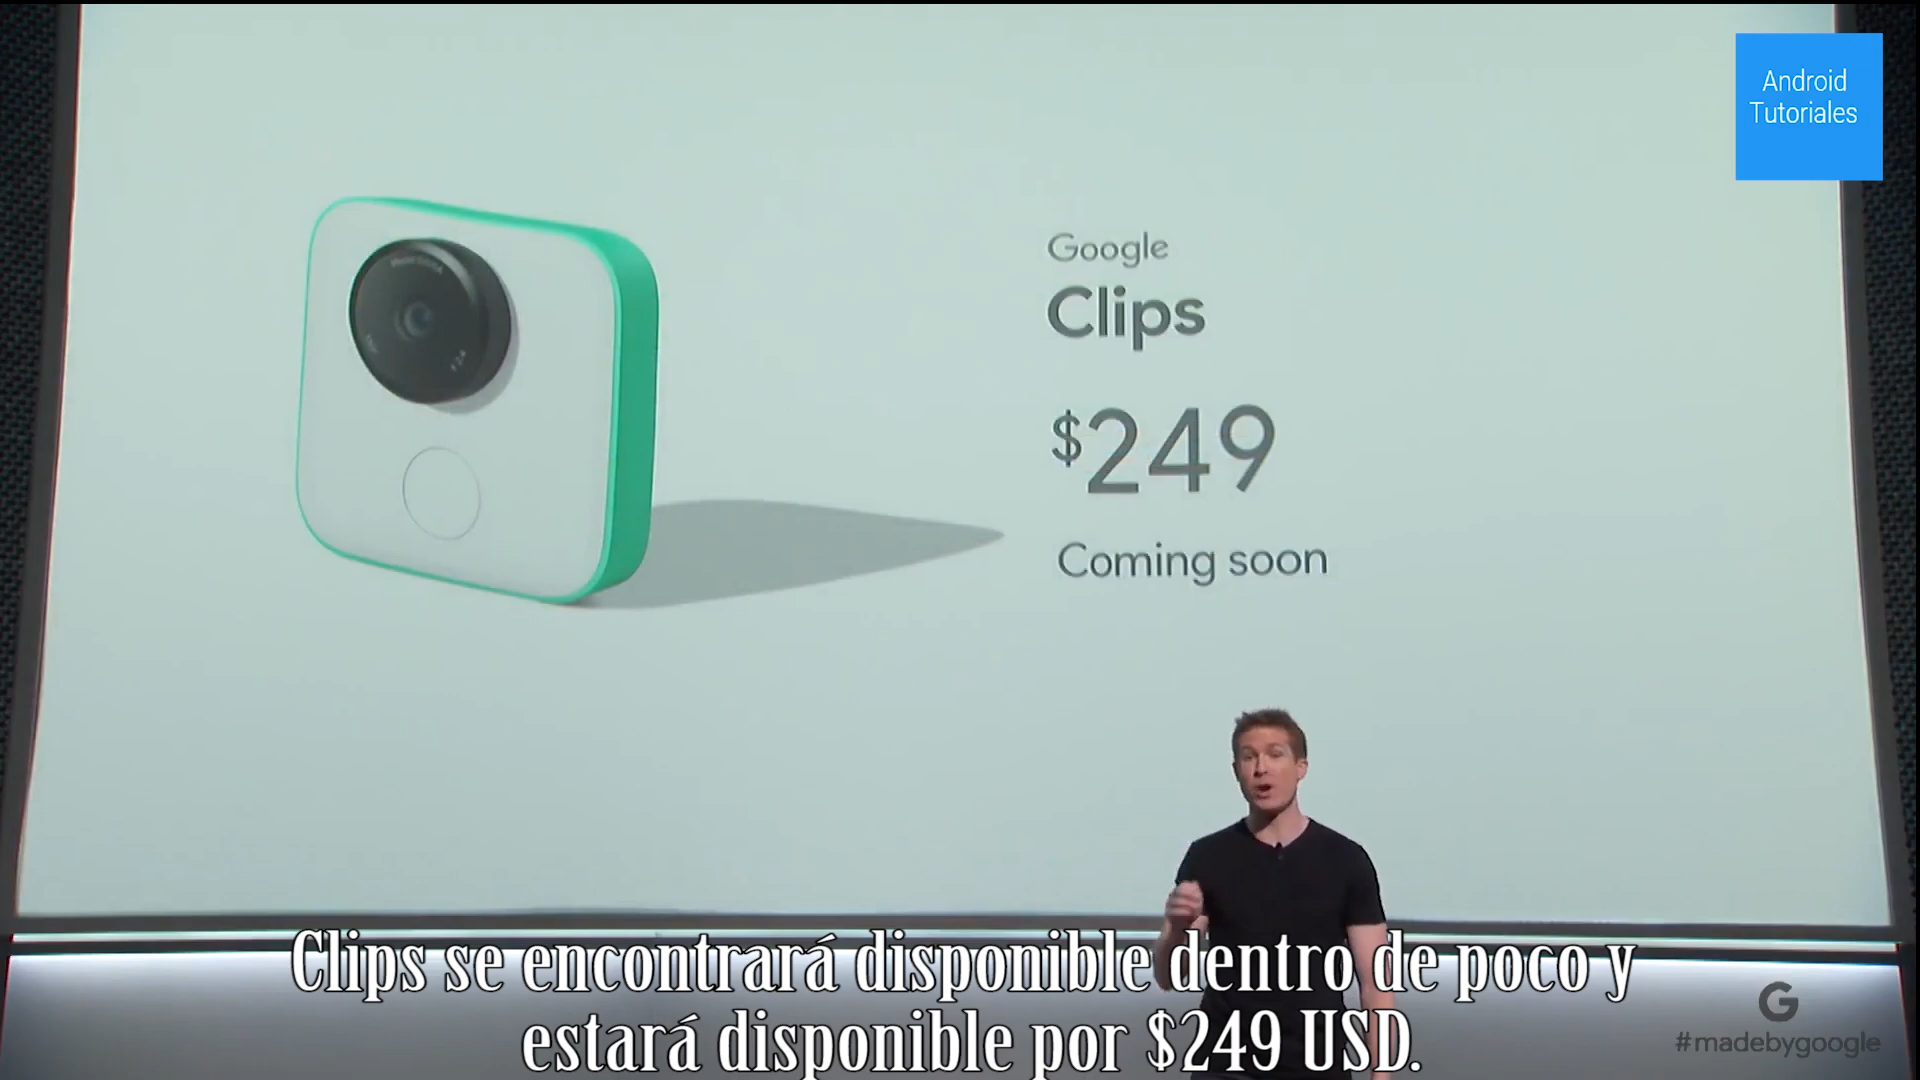 Android
Tutoriales
Google
Clips
$249
Coming soon
Clips se encontrará disponible dentro de poco y
estará disponible por $249 USD.
G
#madebygoogle